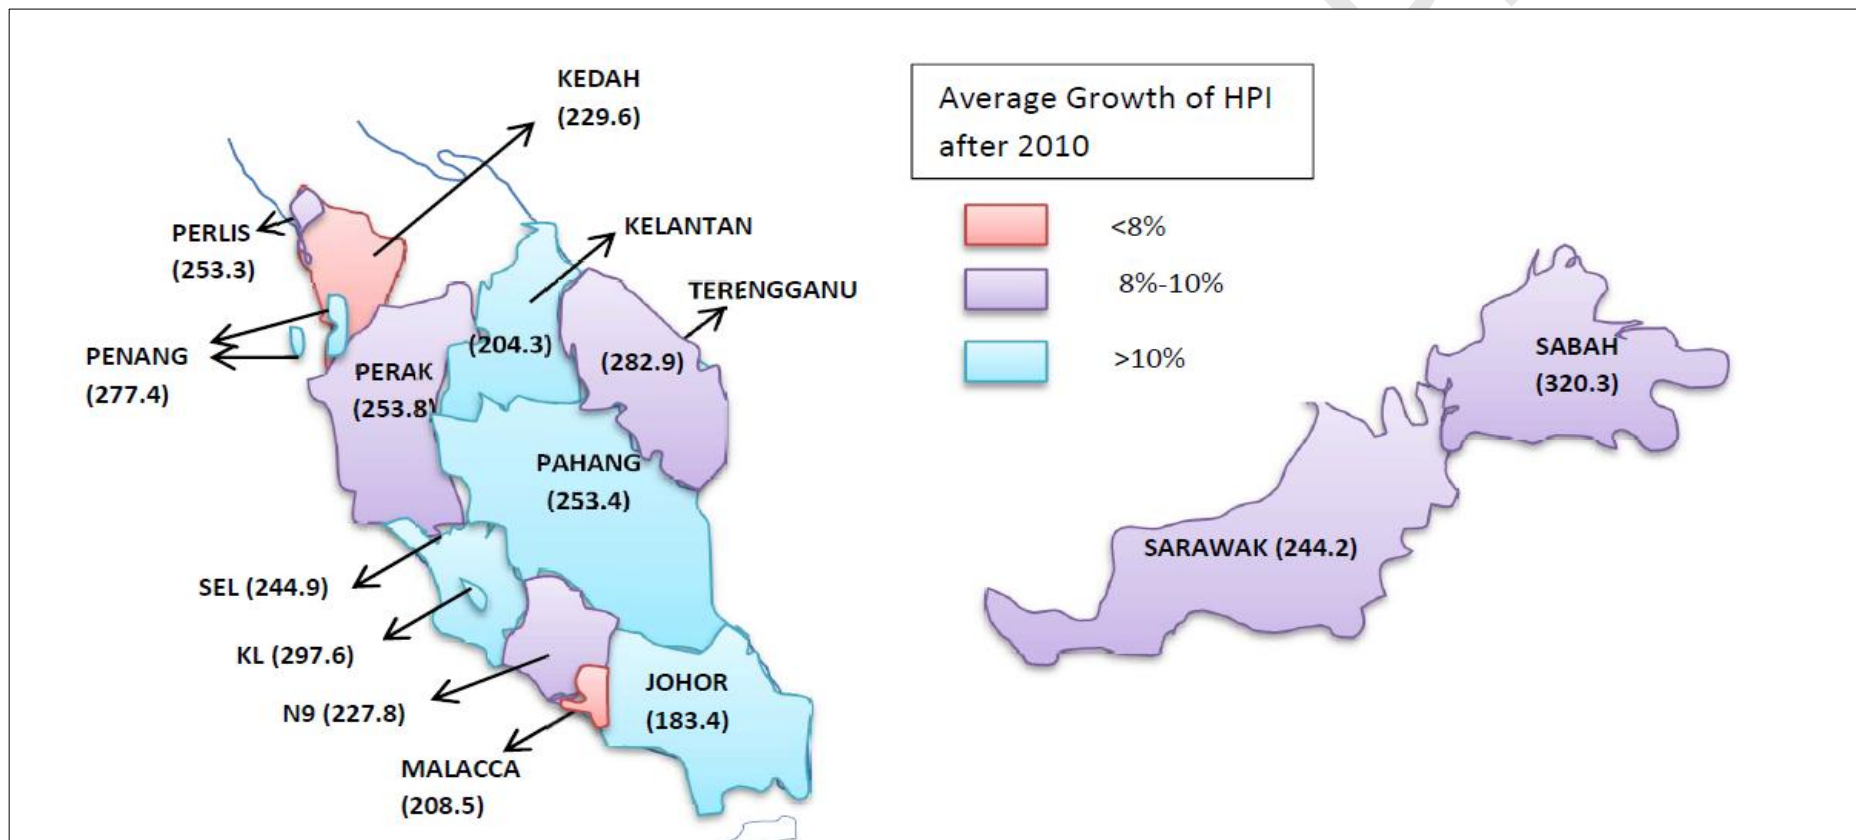 KEDAH
(229.6)
Average Growth of HPI
after 2010
<8%
8%-10%
>10%
PERLIS
(253.3)
KELANTAN
(204.3)
TERENGGANU
(282.9)
PENANG
(277.4)
PERAK
(253.8)
PAHANG
(253.4)
SABAH
(320.3)
SARAWAK (244.2)
SEL (244.9)
KL (297.6)
N9 (227.8)
MALACCA
(208.5)
JOHOR
(183.4)